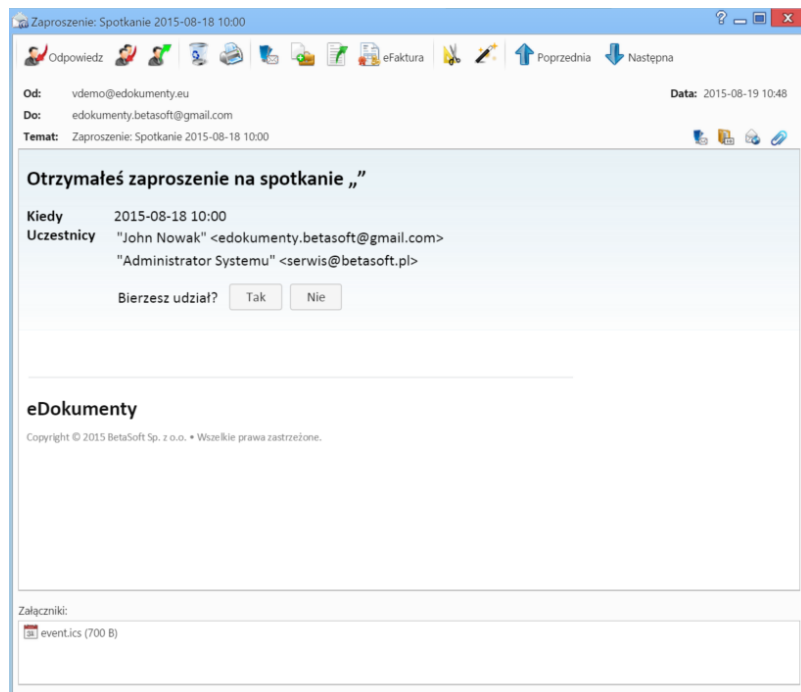 Zaproszenie: Spotkanie 2015-08-18 10:00
Odpowiedz eFaktura Poprzednia Następna
Od: vdemo@edokumenty.eu Data: 2015-08-19 10:48
Do: edokumenty.betasoft@gmail.com
Temat: Zaproszenie: Spotkanie 2015-08-18 10:00
Otrzymałeś zaproszenie na spotkanie „”
Kiedy 2015-08-18 10:00
Uczestnicy "John Nowak" <edokumenty.betasoft@gmail.com>
"Administrator Systemu" <serwis@betasoft.pl>
Bierzesz udział? Tak Nie
eDokumenty
Copyright © 2015 BetaSoft Sp. z o.o. • Wszelkie prawa zastrzeżone.
Załączniki:
event.ics (700 B)